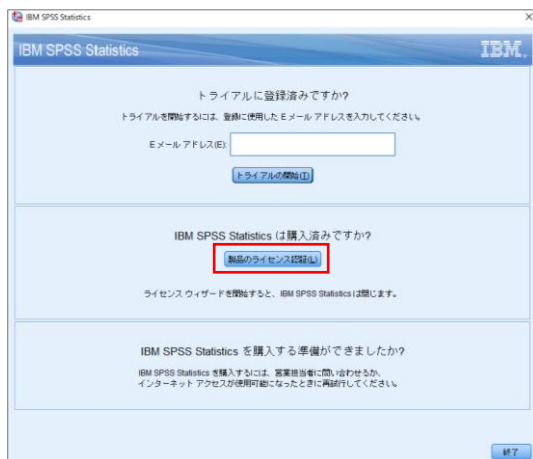 IBM SPSS Statistics
IBM SPSS Statistics
IBM.
トライアルに登録済みですか?
トライアルを開始するには、登録に使用した E メール アドレスを入力してください。
E メール アドレス(E):
トライアルの開始(T)
IBM SPSS Statistics は購入済みですか?
製品のライセンス認証(L)
ライセンス ウィザードを開始すると、IBM SPSS Statistics は閉じます。
IBM SPSS Statistics を購入する準備ができましたか?
IBM SPSS Statistics を購入するには、営業担当者に問い合わせるか、
インターネット アクセスが使用可能になったときに再試行してください。
終了